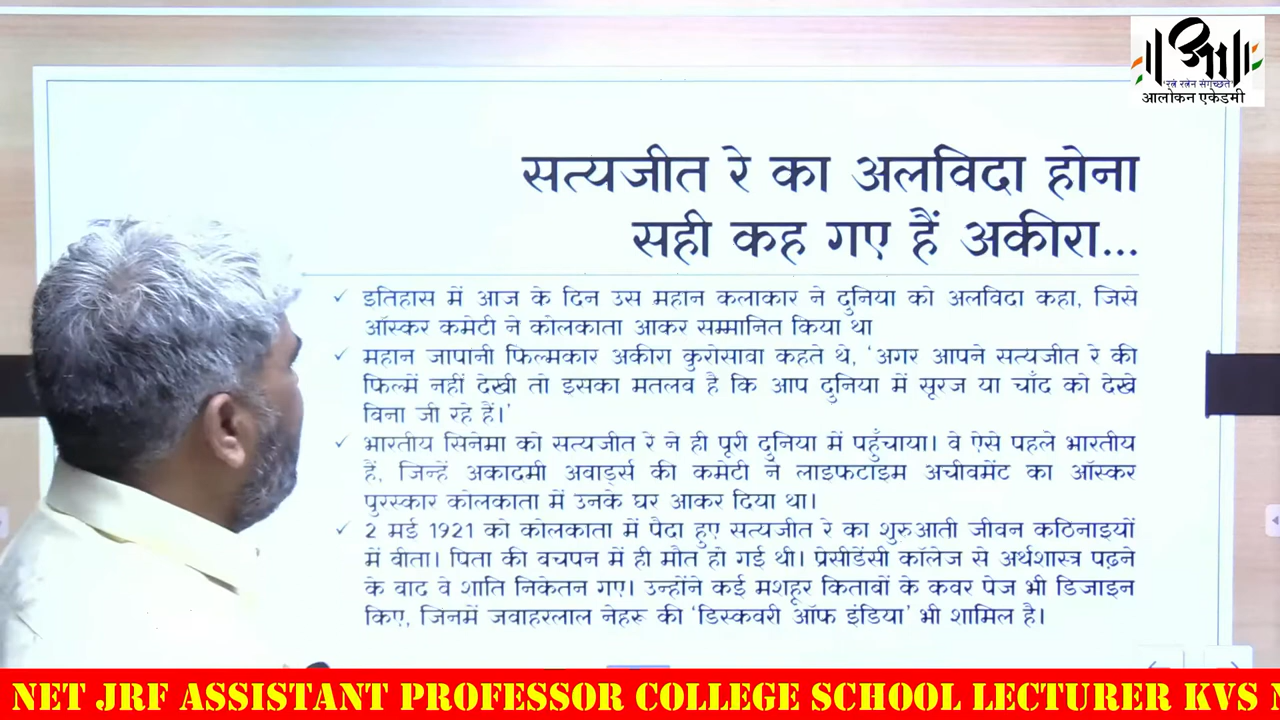 रत्नं रत्नेन संगच्छते
आलोकन एकेडमी
सत्यजीत रे का अलविदा होना
सही कह गए हैं अकीरा...
✓ इतिहास में आज के दिन उस महान कलाकार ने दुनिया को अलविदा कहा, जिसे
ऑस्कर कमेटी ने कोलकाता आकर सम्मानित किया था
✓ महान जापानी फिल्मकार अकीरा कुरोसावा कहते थे, 'अगर आपने सत्यजीत रे की
फिल्में नहीं देखी तो इसका मतलब है कि आप दुनिया में सूरज या चाँद को देखे
बिना जी रहे हैं।'
✓ भारतीय सिनेमा को सत्यजीत रे ने ही पूरी दुनिया में पहुँचाया। वे ऐसे पहले भारतीय
हैं, जिन्हें अकादमी अवार्ड्स की कमेटी ने लाइफटाइम अचीवमेंट का ऑस्कर
पुरस्कार कोलकाता में उनके घर आकर दिया था।
✓ 2 मई 1921 को कोलकाता में पैदा हुए सत्यजीत रे का शुरुआती जीवन कठिनाइयों
में बीता। पिता की बचपन में ही मौत हो गई थी। प्रेसीडेंसी कॉलेज से अर्थशास्त्र पढ़ने
के बाद वे शांति निकेतन गए। उन्होंने कई मशहूर किताबों के कवर पेज भी डिजाइन
किए, जिनमें जवाहरलाल नेहरू की 'डिस्कवरी ऑफ इंडिया' भी शामिल है।
NET JRF ASSISTANT PROFESSOR COLLEGE SCHOOL LECTURER KVS N